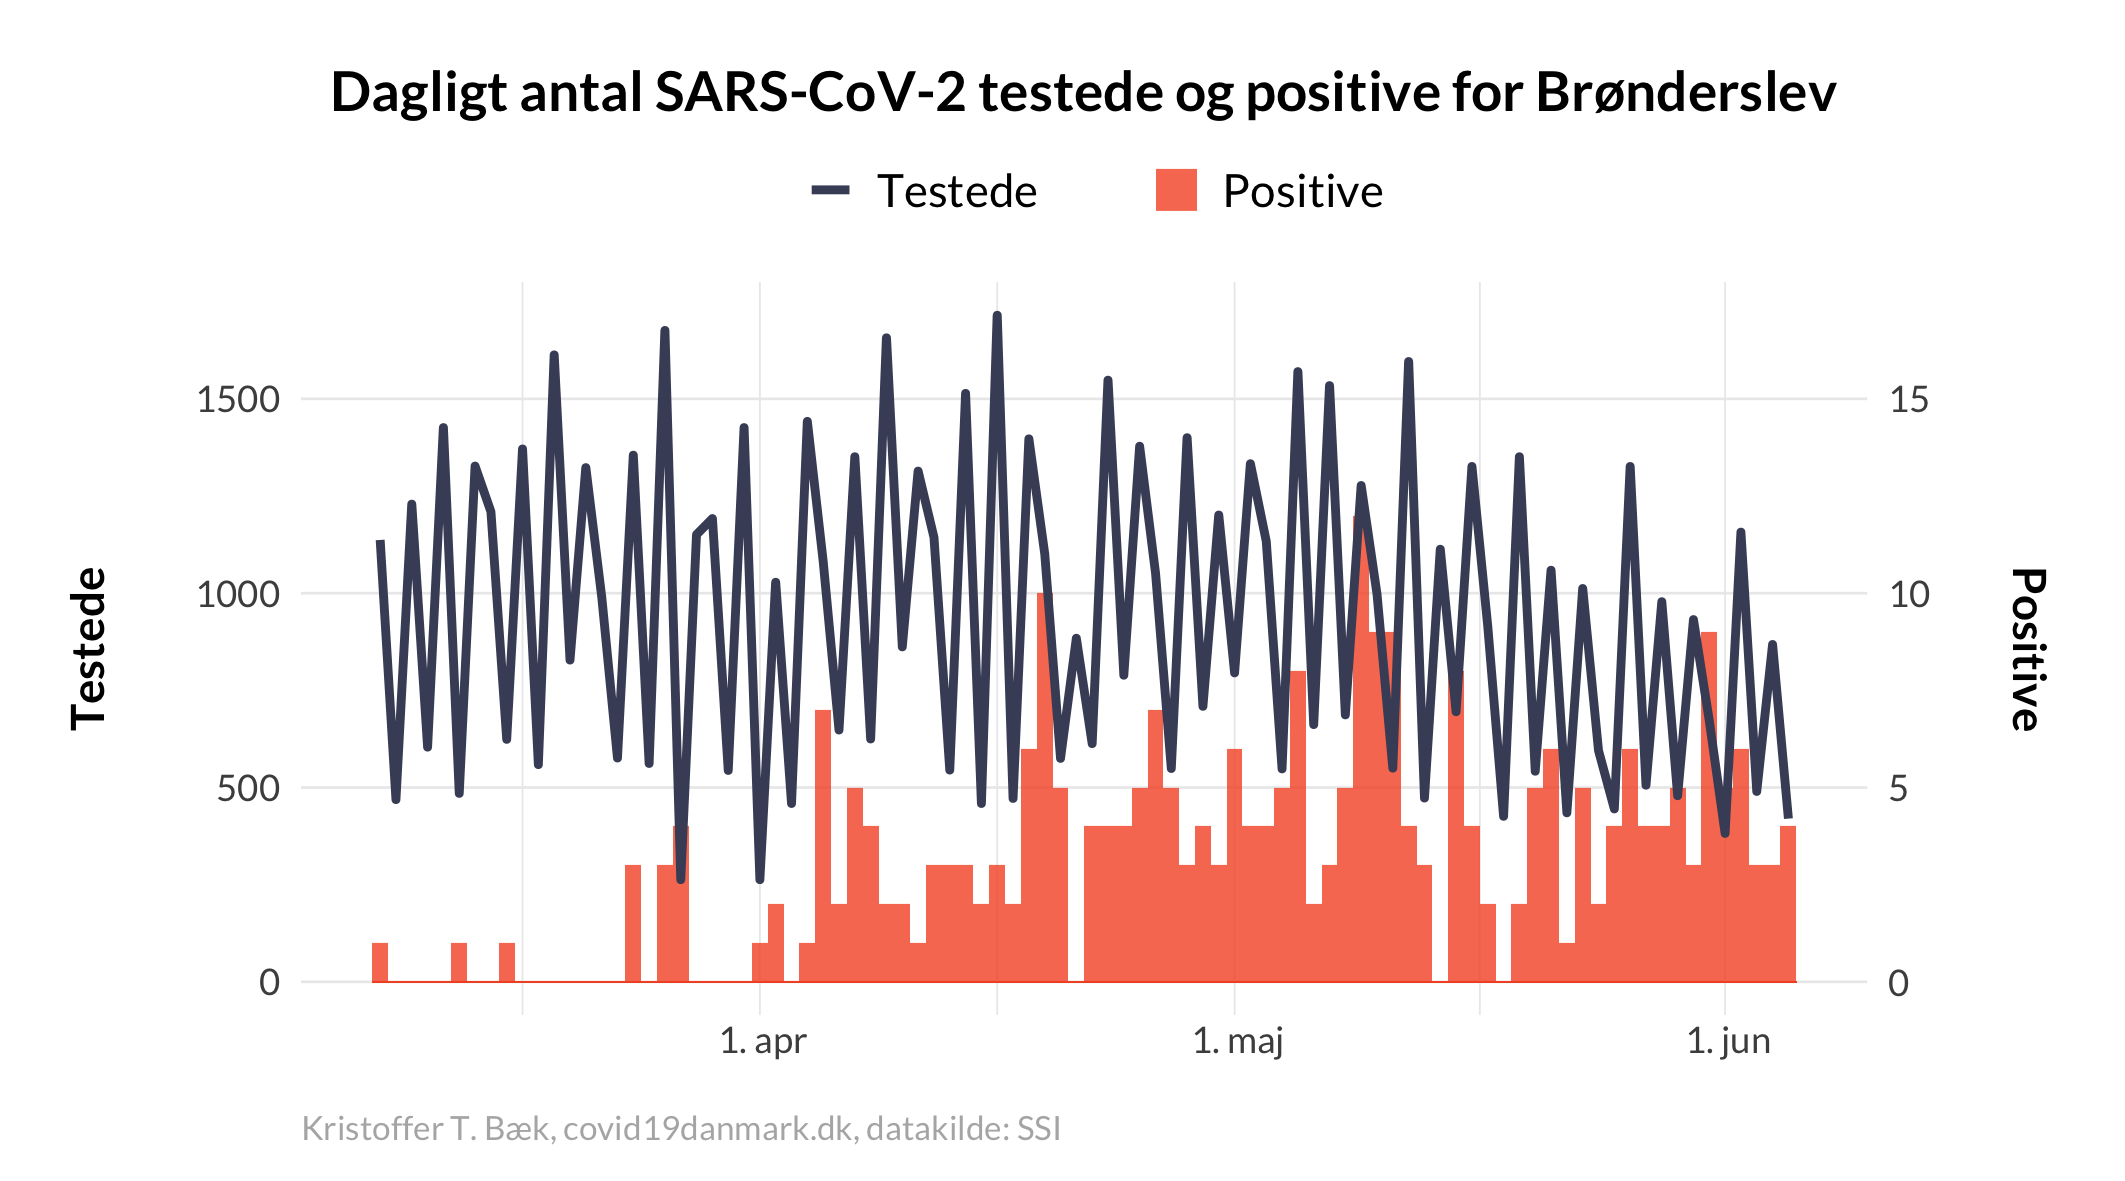 Dagligt antal SARS-CoV-2 testede og positive for Brønderslev
Testede
Positive
1500
1000
500
0
15
10
5
0
Testede
Positive
1. apr
1. maj
1. jun
Kristoffer T. Bæk, covid19danmark.dk, datakilde: SSI